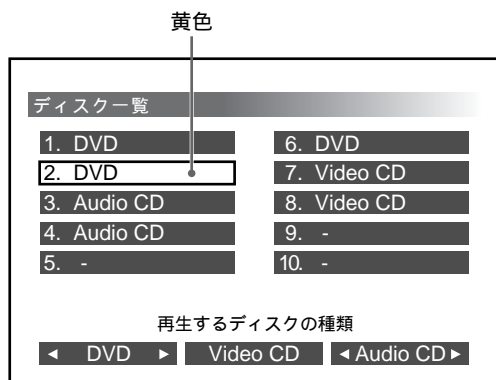 黄色
ディスク一覧
1. DVD
2. DVD
3. Audio CD
4. Audio CD
5. -
6. DVD
7. Video CD
8. Video CD
9. -
10. -
再生するディスクの種類
◄ DVD ► Video CD ◄ Audio CD ►